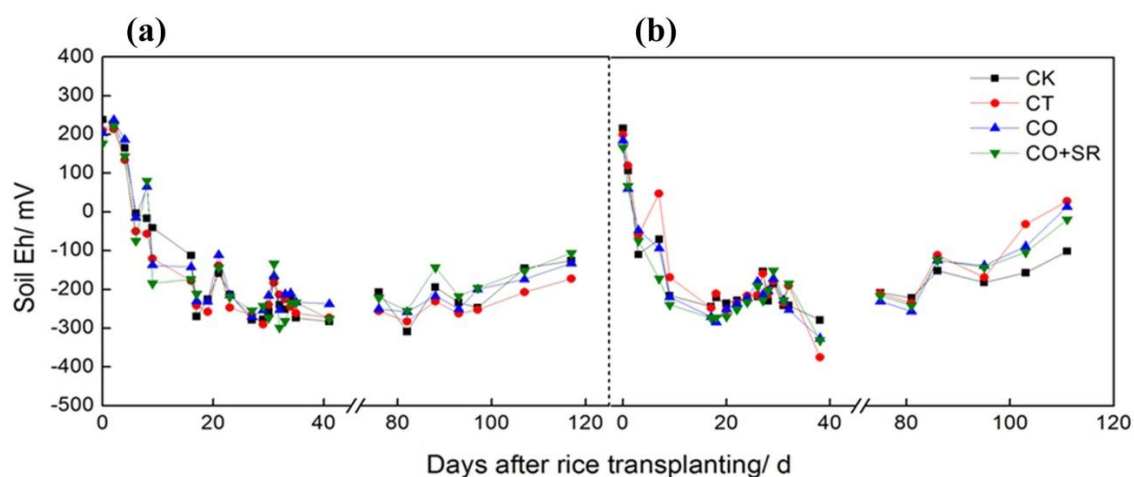 (a) (b)
400
300
200
100
0
-100
-200
-300
-400
-500
Soil Eh/ mV
CK
CT
CO
CO+SR
0 20 40 // 80 100 120 0 20 40 // 80 100 120
Days after rice transplanting/ d